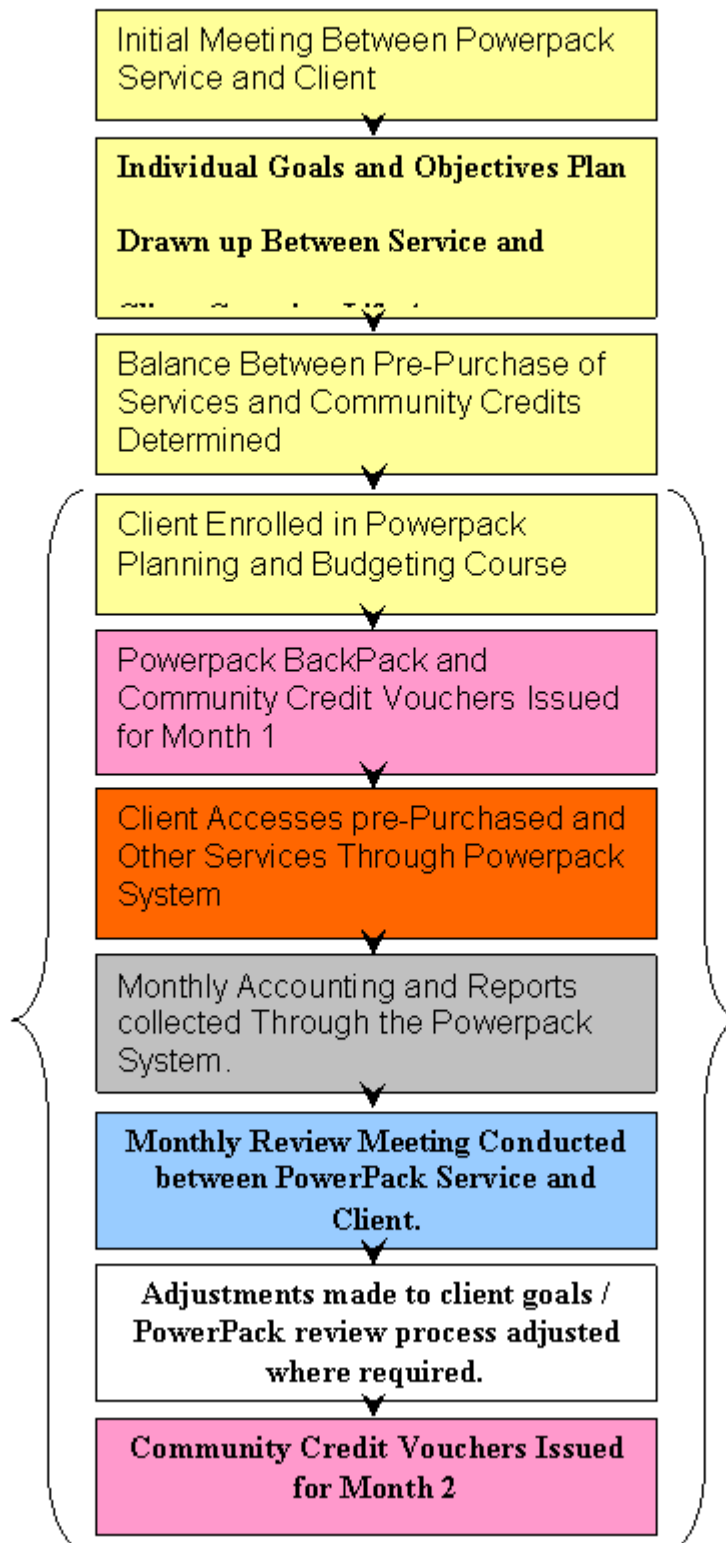 Initial Meeting Between Powerpack
Service and Client
Individual Goals and Objectives Plan
Drawn up Between Service and
Balance Between Pre-Purchase of
Services and Community Credits
Determined
Client Enrolled in Powerpack
Planning and Budgeting Course
Powerpack BackPack and
Community Credit Vouchers Issued
for Month 1
Client Accesses pre-Purchased and
Other Services Through Powerpack
System
Monthly Accounting and Reports
collected Through the Powerpack
System.
Monthly Review Meeting Conducted
between PowerPack Service and
Client.
Adjustments made to client goals /
PowerPack review process adjusted
where required.
Community Credit Vouchers Issued
for Month 2